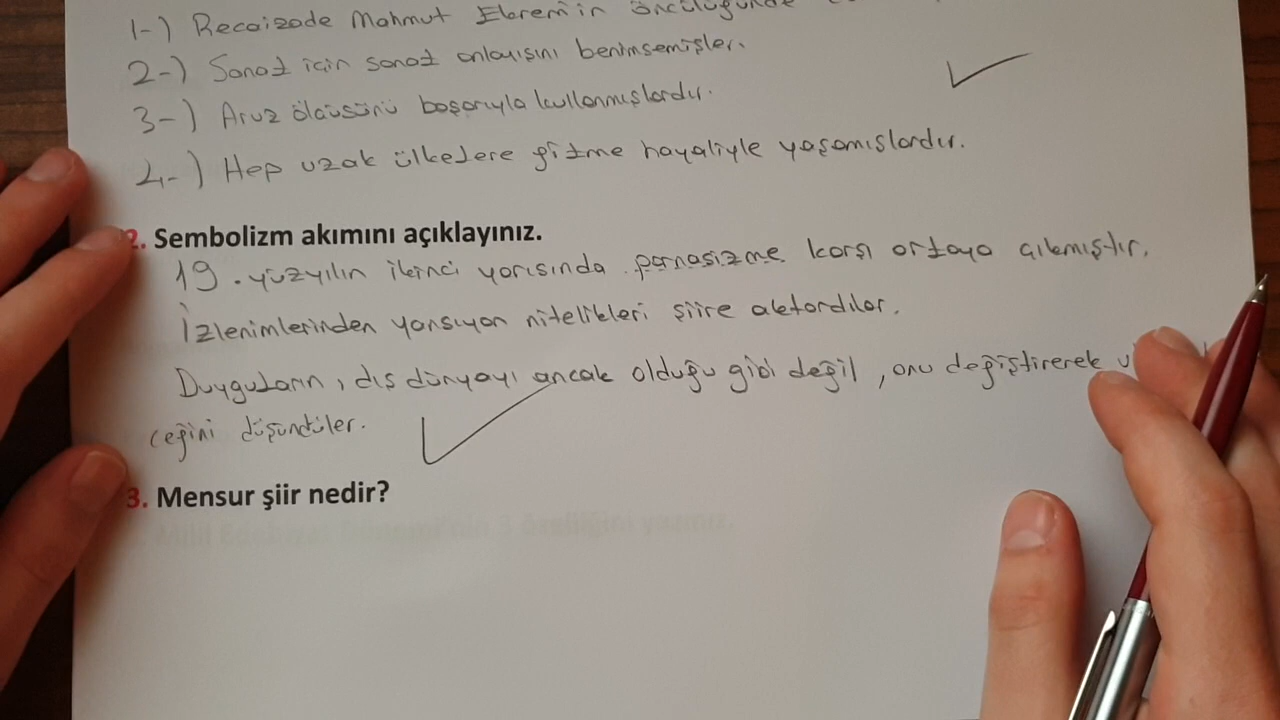 1-) Recaizade Mahmut Ekrem'in öncülüğünde
2-) Sanat için sanat anlayışını benimsemişler.
3-) Aruz ölçüsünü başarıyla kullanmışlardır.
4-) Hep uzak ülkelere gitme hayaliyle yaşamışlardır.
2. Sembolizm akımını açıklayınız.
19. yüzyılın ikinci yarısında parnasizme karşı ortaya çıkmıştır.
İzlenimlerinden yansıyan nitelikleri şiire aktardılar.
Duyguların, dış dünyayı ancak olduğu gibi değil, onu değiştirerek
ceğini düşündüler.
3. Mensur şiir nedir?